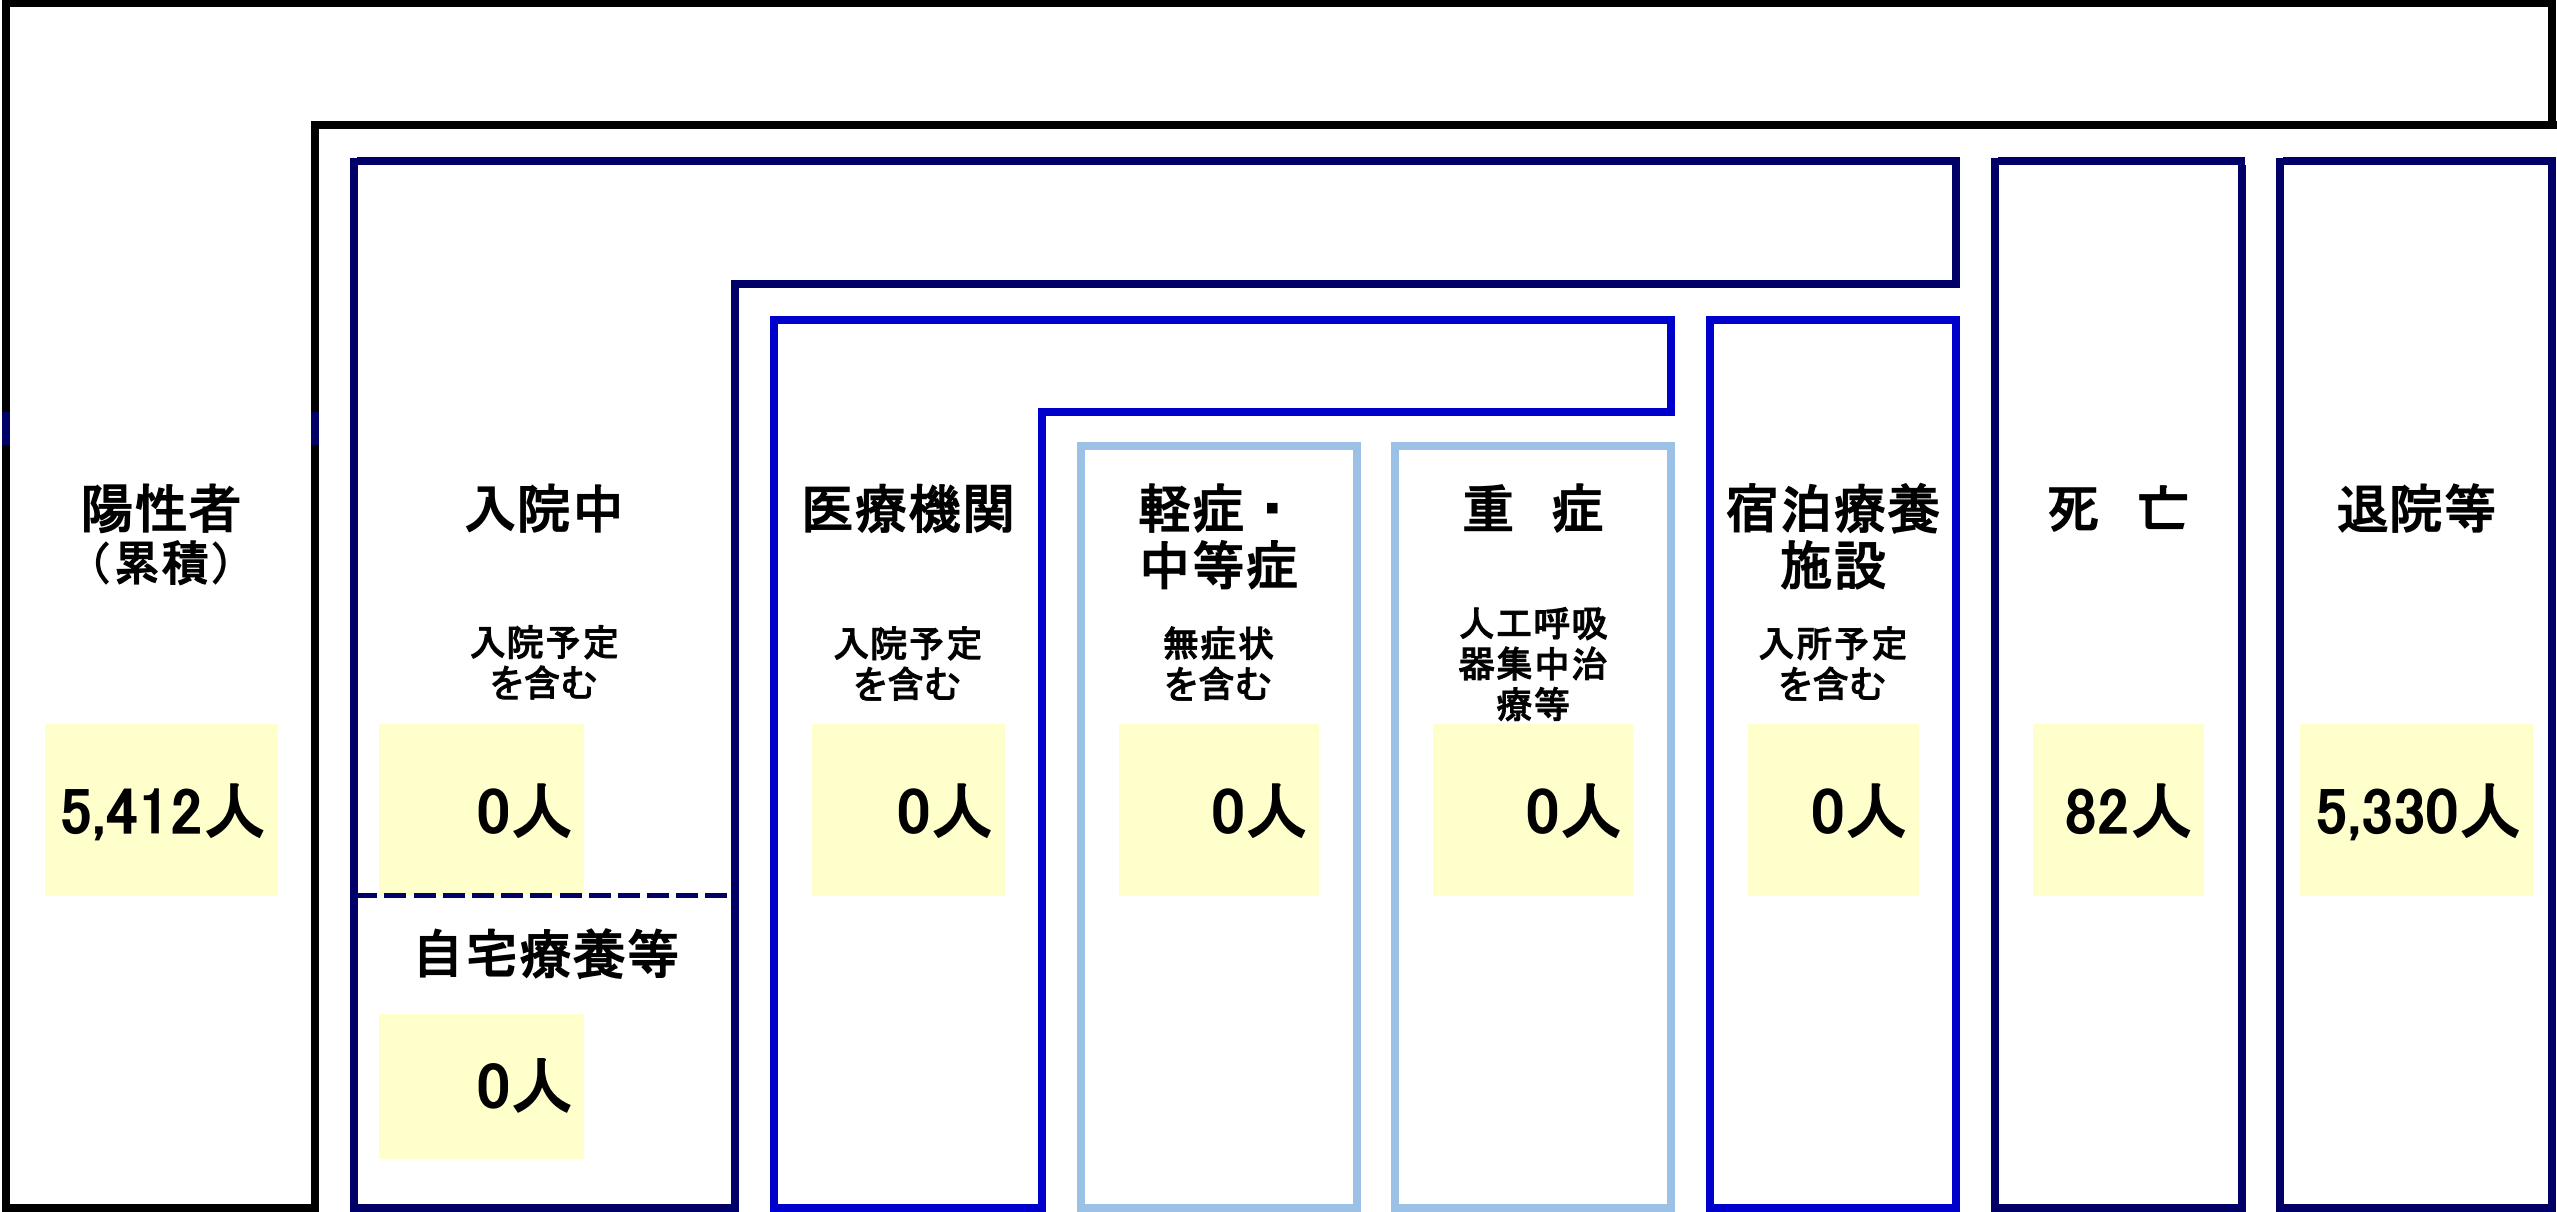 陽性者
（累積）
5,412人
入院中
入院予定
を含む
0人
自宅療養等
0人
医療機関
入院予定
を含む
0人
軽症・
中等症
無症状
を含む
0人
重　症
人工呼吸
器集中治
療等
0人
宿泊療養
施設
入所予定
を含む
0人
死　亡
82人
退院等
5,330人